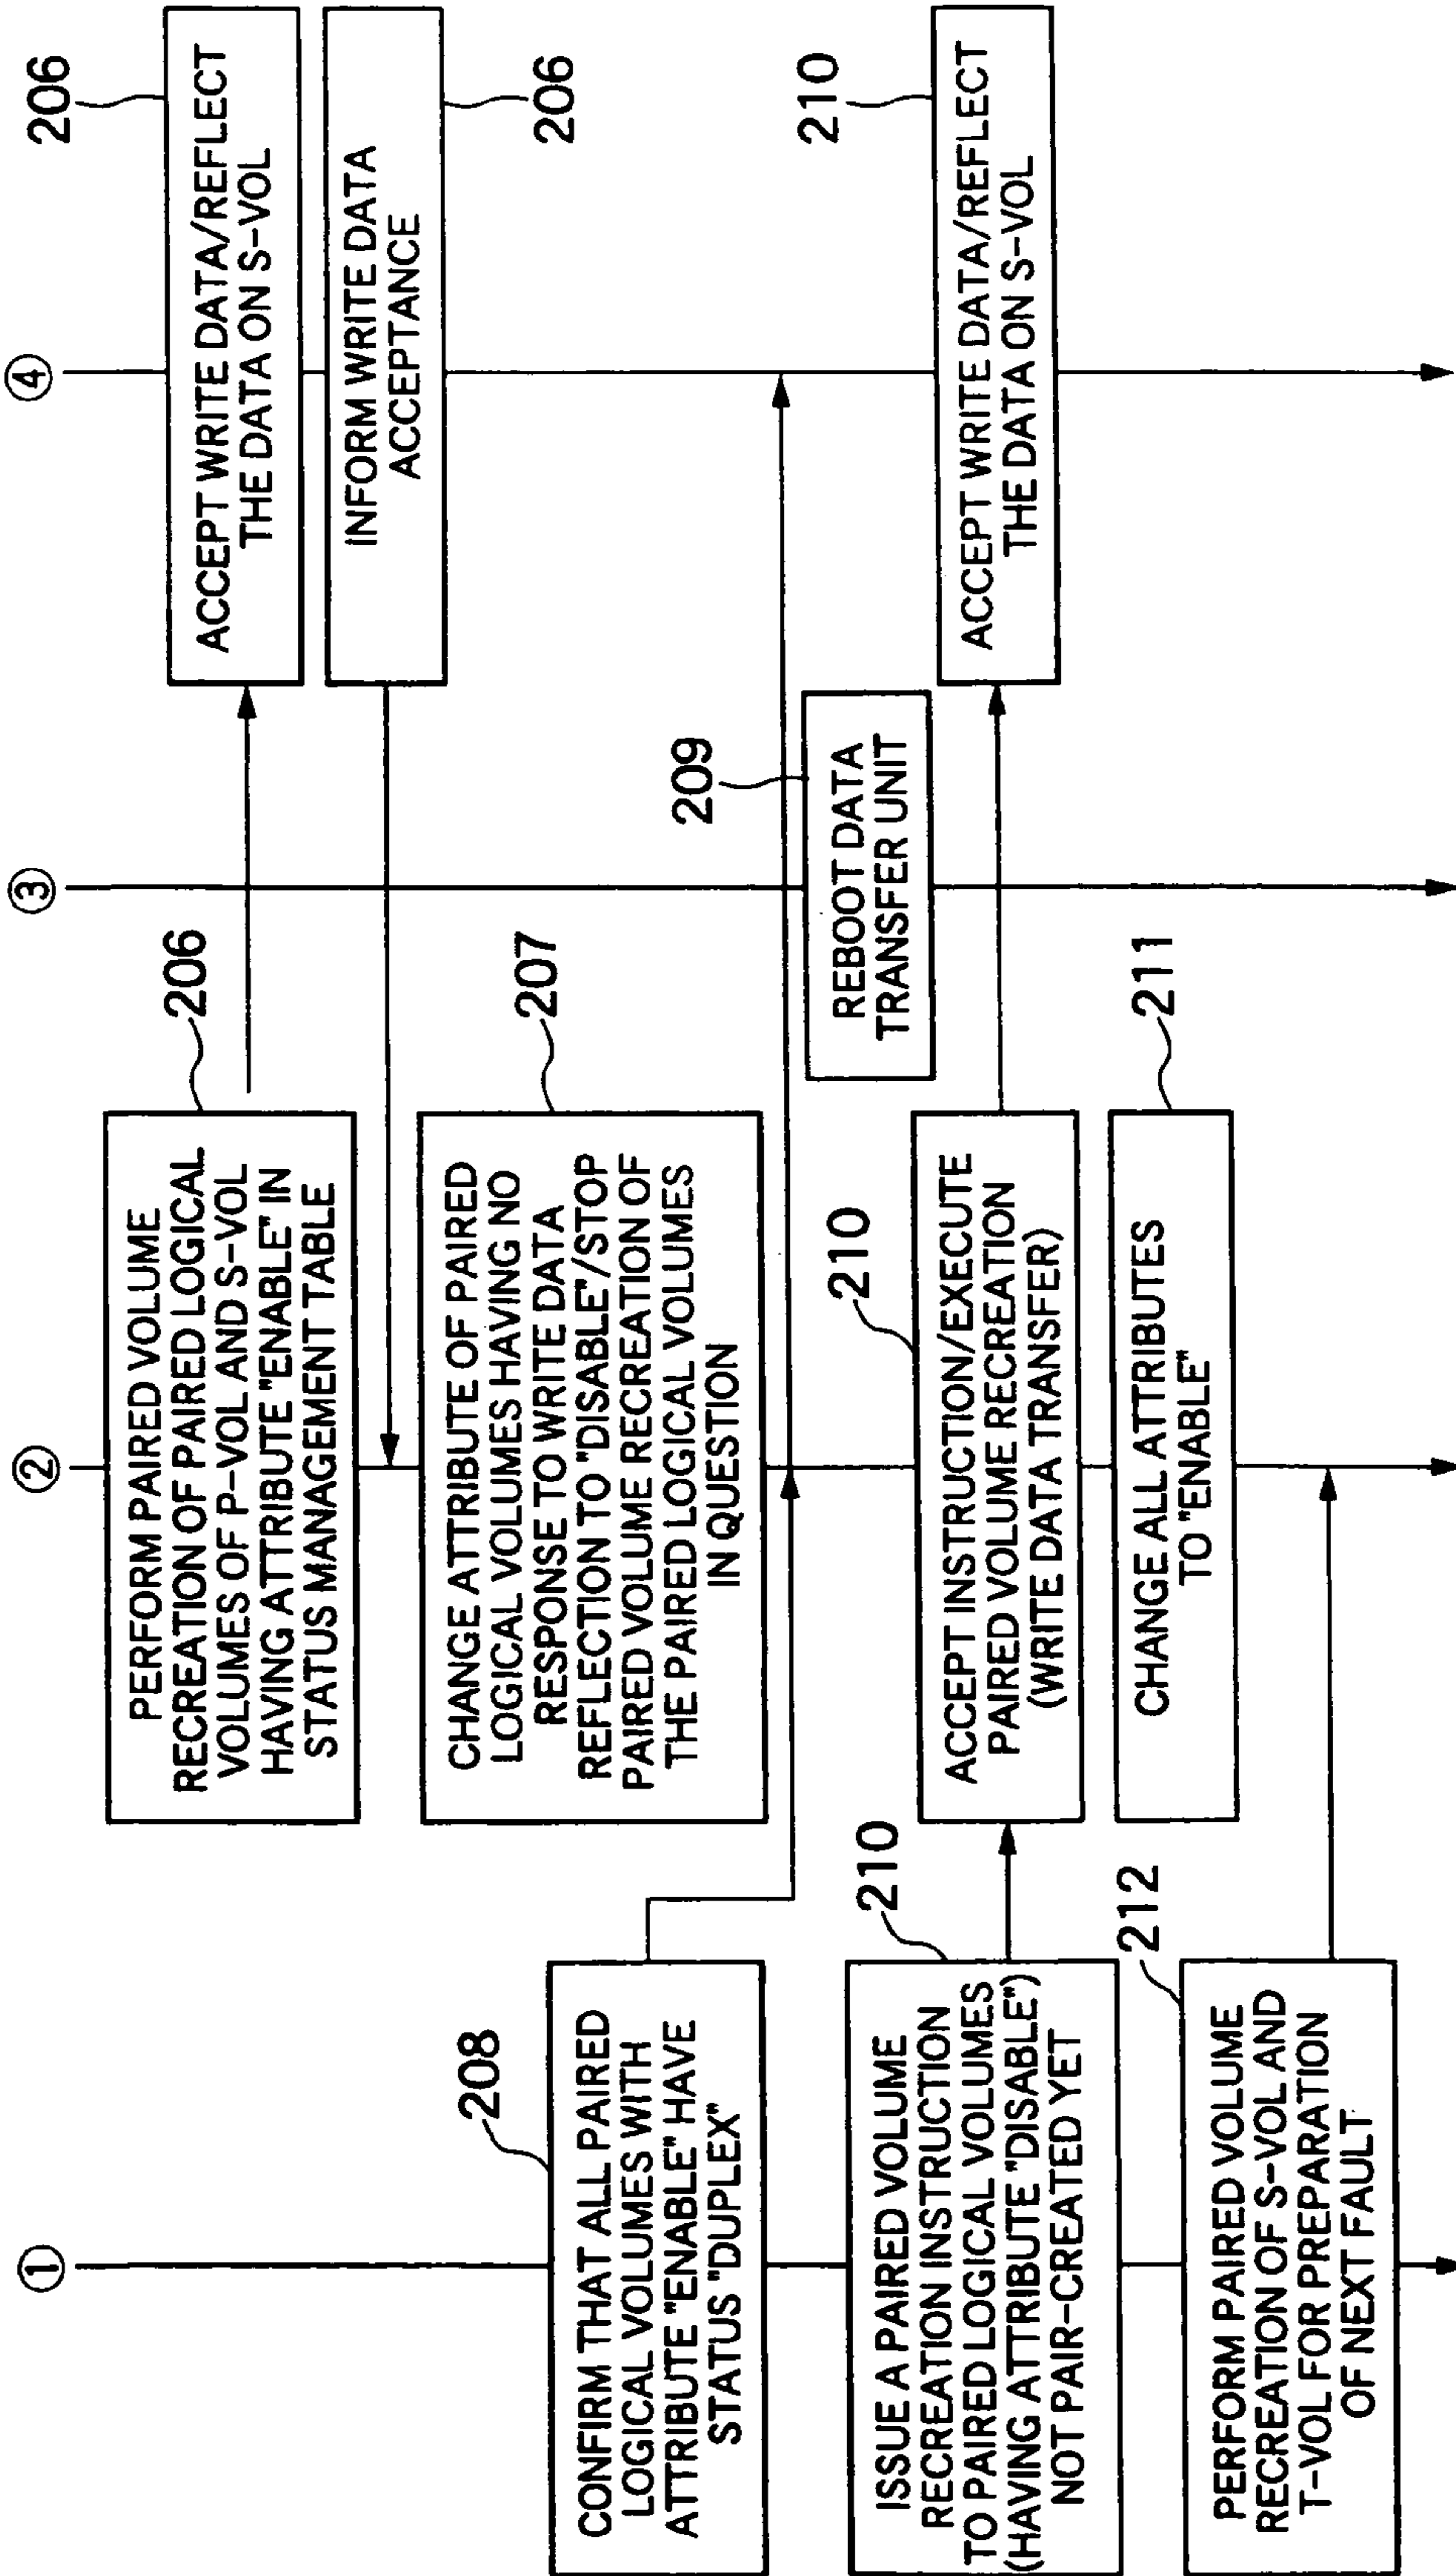 ①
208
CONFIRM THAT ALL PAIRED
LOGICAL VOLUMES WITH
ATTRIBUTE "ENABLE" HAVE
STATUS "DUPLEX"
210
ISSUE A PAIRED VOLUME
RECREATION INSTRUCTION
TO PAIRED LOGICAL VOLUMES
(HAVING ATTRIBUTE "DISABLE")
NOT PAIR-CREATED YET
212
PERFORM PAIRED VOLUME
RECREATION OF S-VOL AND
T-VOL FOR PREPARATION
OF NEXT FAULT
②
206
PERFORM PAIRED VOLUME
RECREATION OF PAIRED LOGICAL
VOLUMES OF P-VOL AND S-VOL
HAVING ATTRIBUTE "ENABLE" IN
STATUS MANAGEMENT TABLE
207
CHANGE ATTRIBUTE OF PAIRED
LOGICAL VOLUMES HAVING NO
RESPONSE TO WRITE DATA
REFLECTION TO "DISABLE"/STOP
PAIRED VOLUME RECREATION OF
THE PAIRED LOGICAL VOLUMES
IN QUESTION
210
ACCEPT INSTRUCTION/EXECUTE
PAIRED VOLUME RECREATION
(WRITE DATA TRANSFER)
211
CHANGE ALL ATTRIBUTES
TO "ENABLE"
③
209
REBOOT DATA
TRANSFER UNIT
④
206
ACCEPT WRITE DATA/REFLECT
THE DATA ON S-VOL
206
INFORM WRITE DATA
ACCEPTANCE
210
ACCEPT WRITE DATA/REFLECT
THE DATA ON S-VOL